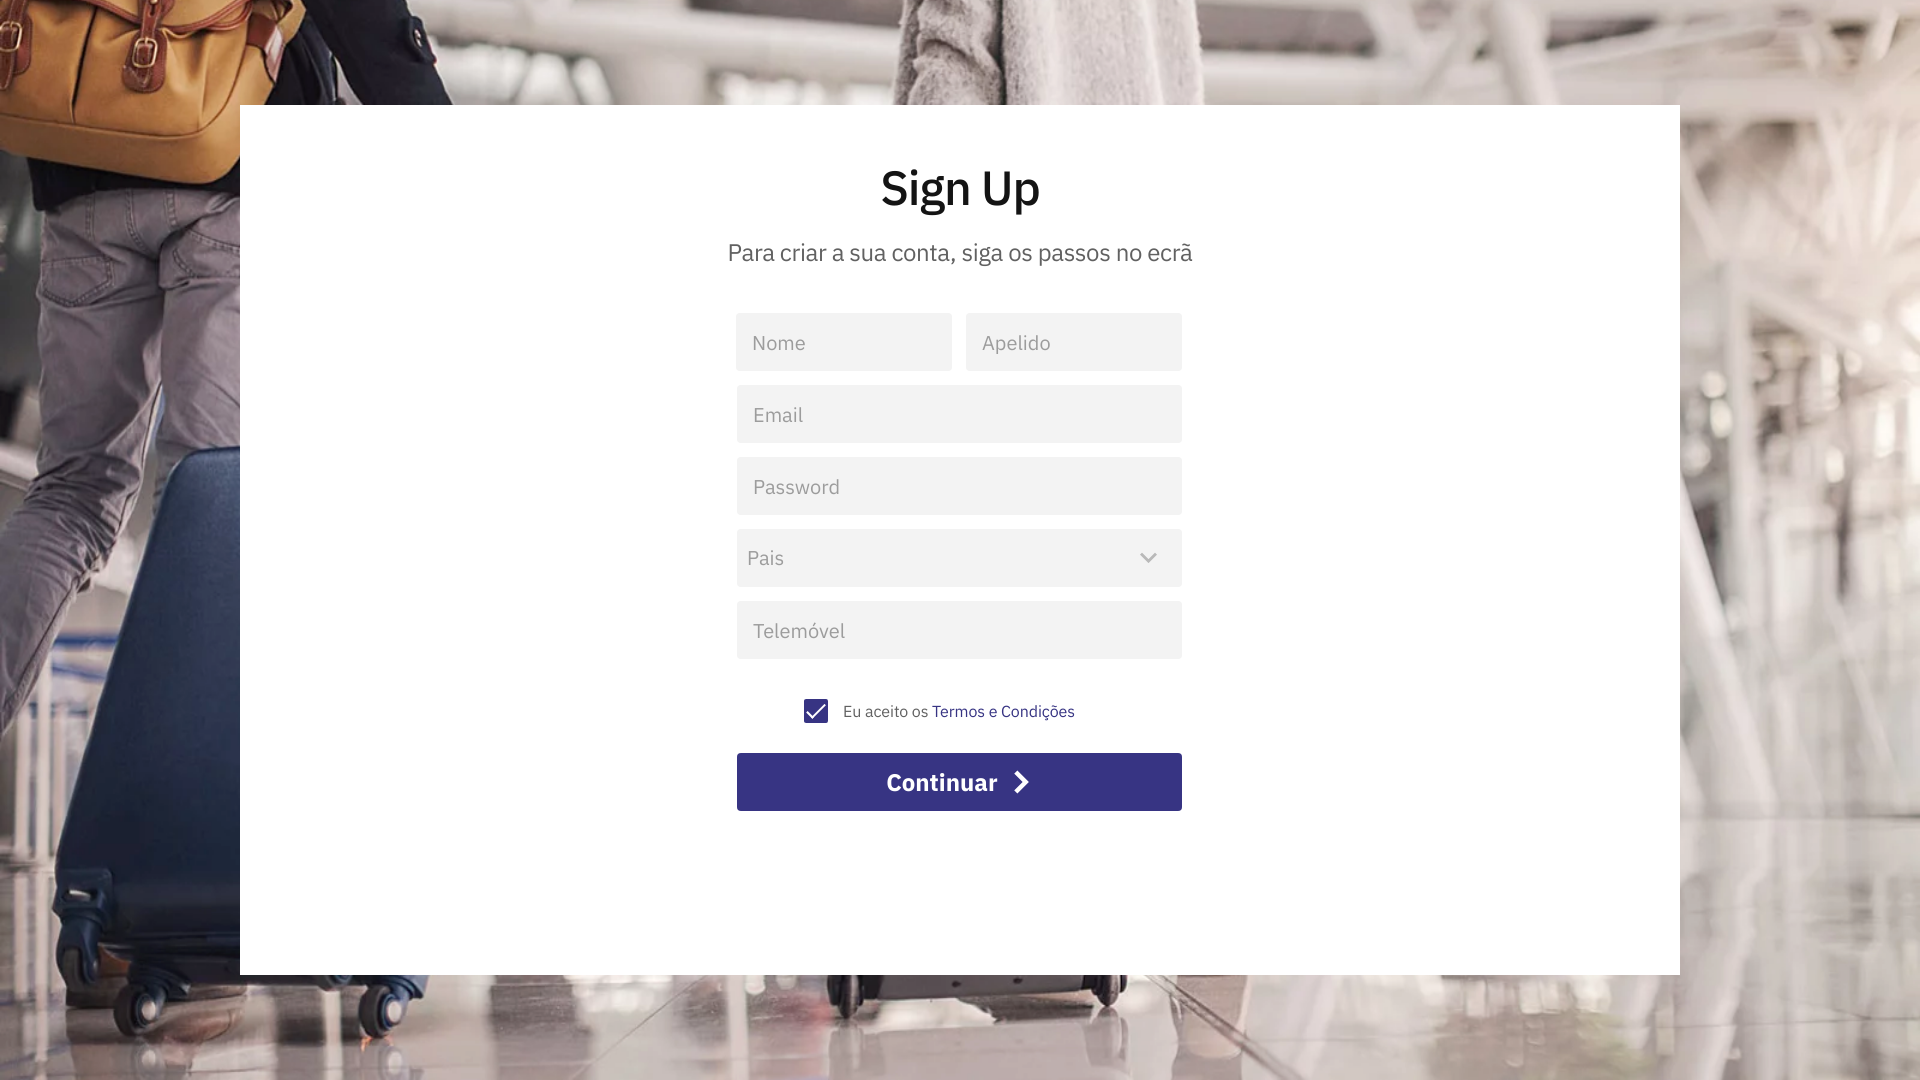 Sign Up
Para criar a sua conta, siga os passos no ecrã
Nome
Apelido
Email
Password
Pais
Telemóvel
Eu aceito os Termos e Condições
Continuar